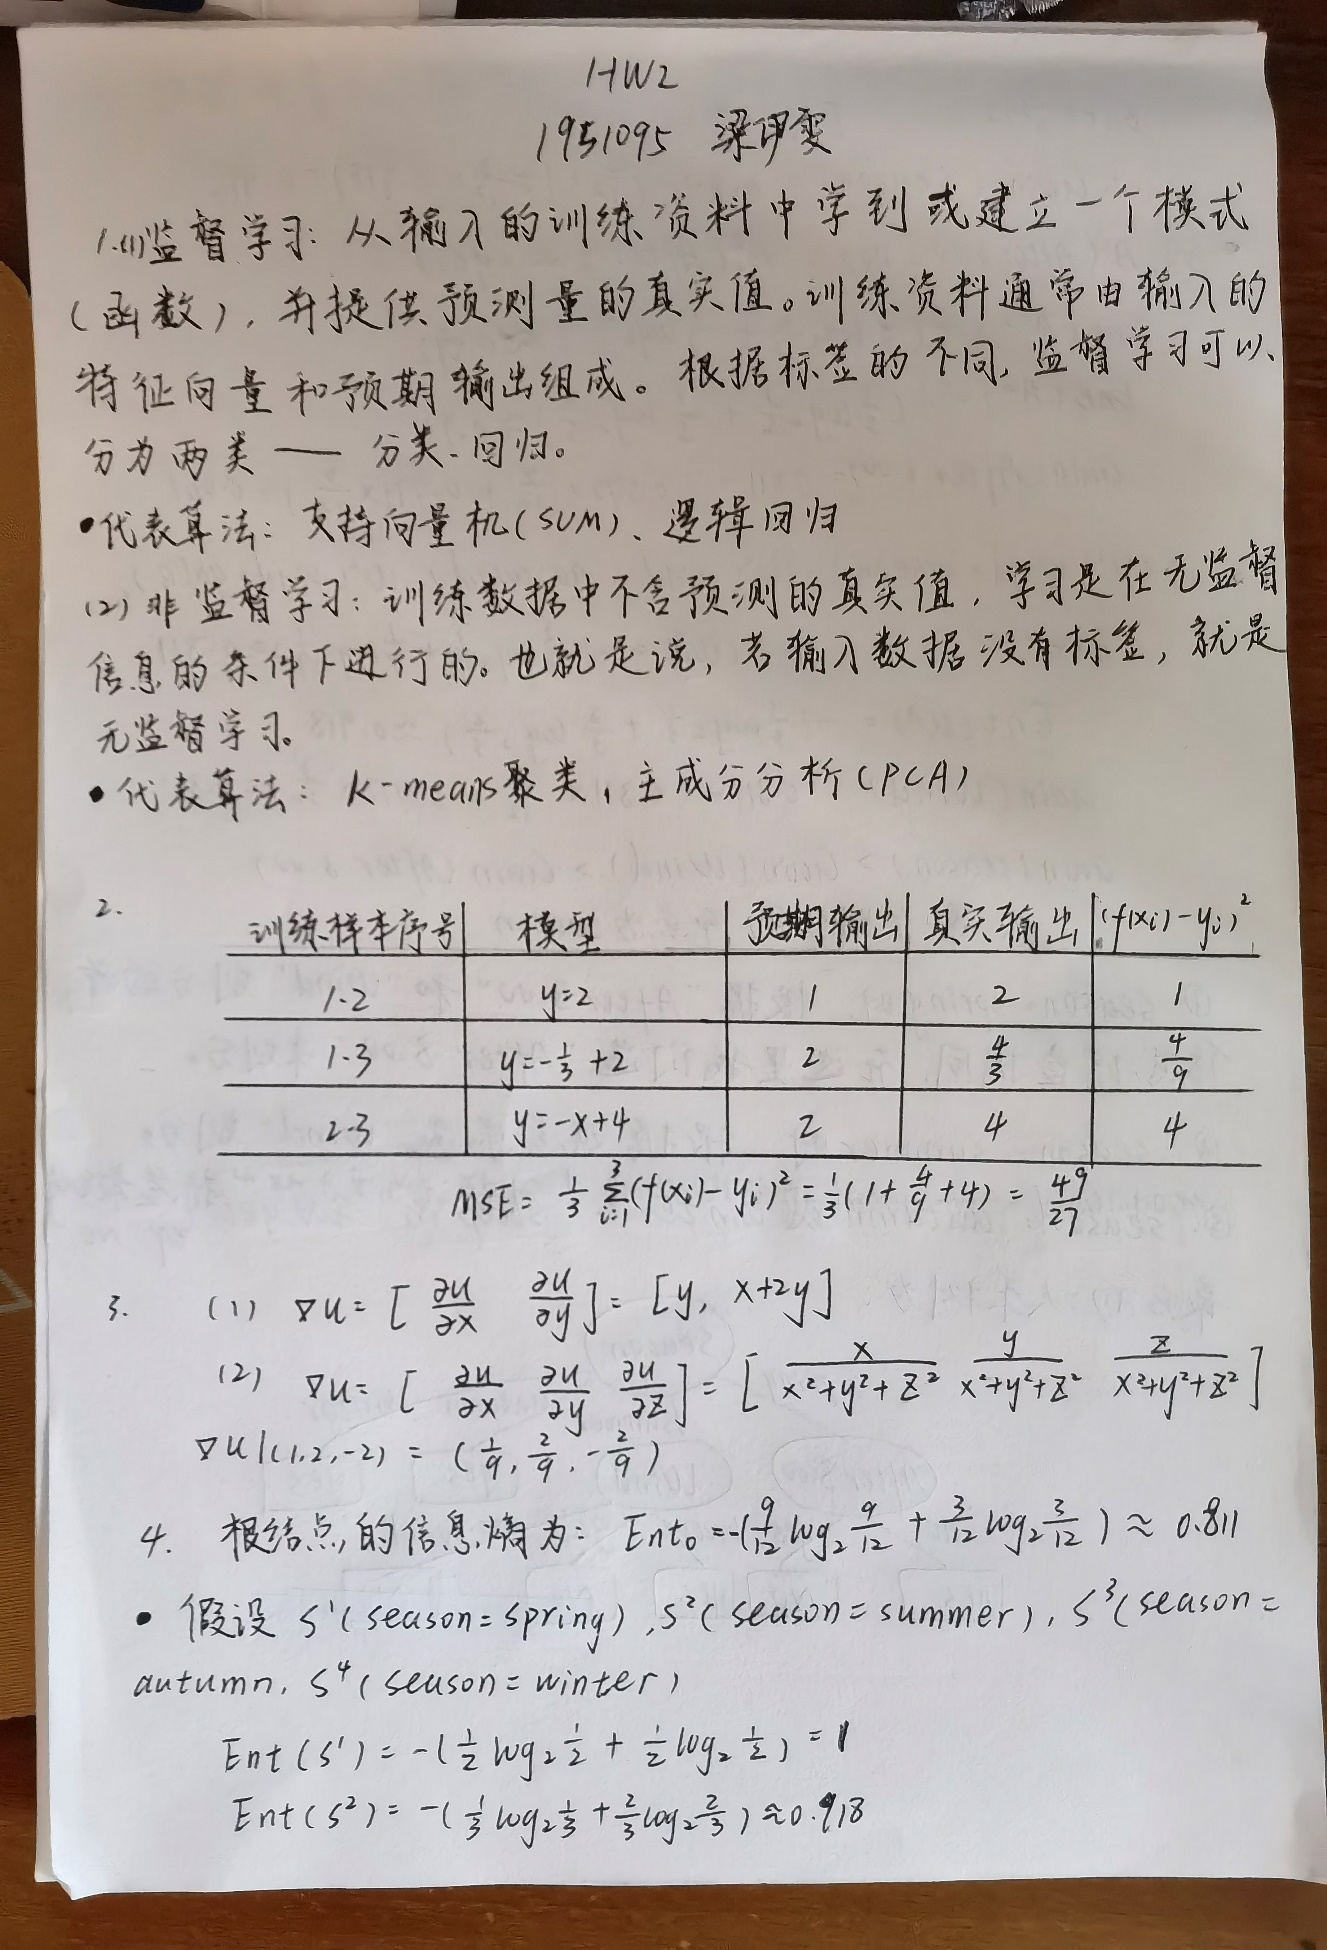 HW2
1951095 梁伊雯
1.(1)监督学习: 从输入的训练资料中学到或建立一个模式
(函数), 并提供预测量的真实值。训练资料通常由输入的
特征向量和预期输出组成。根据标签的不同, 监督学习可以
分为两类 —— 分类、回归。
•代表算法: 支持向量机(SUM)、逻辑回归
(2) 非监督学习: 训练数据中不含预测的真实值, 学习是在无监督
信息的条件下进行的。也就是说, 若输入数据没有标签, 就是
无监督学习。
• 代表算法: K-means聚类, 主成分分析(PCA)
2.
训练样本序号 模型 预期输出 真实输出 (f(xi)-yi)²
1.2 y=2 1 2 1
1.3 y=-1/3+2 2 4/3 4/9
2.3 y=-x+4 2 4 4
MSE= 1/3 Σ_{i=1}^{3}(f(xi)-yi)² = 1/3(1+4/9+4) = 49/27
3. (1) ∇u= [∂u/∂x ∂u/∂y] = [y, x+2y]
(2) ∇u= [∂u/∂x ∂u/∂y ∂u/∂z] = [x/(x²+y²+z²) y/(x²+y²+z²) z/(x²+y²+z²)]
∇u|(1,2,-2) = (1/9, 2/9, -2/9)
4. 根结点的信息熵为: Ent₀ =-(9/12 log₂ 9/12 + 3/12 log₂ 3/12) ≈ 0.811
• 假设 S¹(season=spring), S²(season=summer), S³(season=
autumn, S⁴(season=winter)
Ent(S¹) = -(1/2 log₂ 1/2 + 1/2 log₂ 1/2) = 1
Ent(S²) = -(1/3 log₂ 1/3 + 2/3 log₂ 2/3) ≈0.918